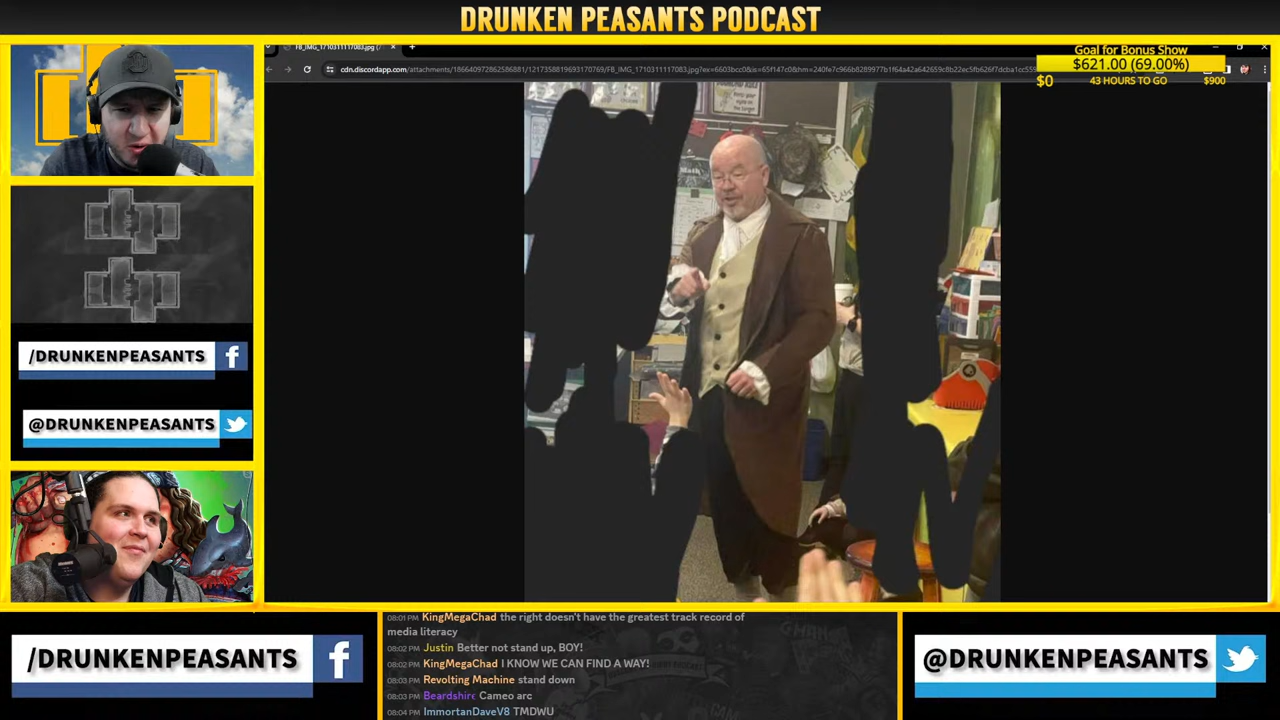 DRUNKEN PEASANTS PODCAST
FB_IMG_1710311117083.jpg (
Goal for Bonus Show
$621.00 (69.00%)
$0
43 HOURS TO GO
$900
Math
/DRUNKENPEASANTS
@DRUNKENPEASANTS
08:01 PM KingMegaChad the right doesn't have the greatest track record of
media literacy
08:02 PM Justin Better not stand up, BOY!
08:02 PM KingMegaChad I KNOW WE CAN FIND A WAY!
08:03 PM Revolting Machine stand down
08:03 PM Beardshire Cameo arc
08:04 PM ImmortanDaveV8 TMDWU
/DRUNKENPEASANTS
@DRUNKENPEASANTS